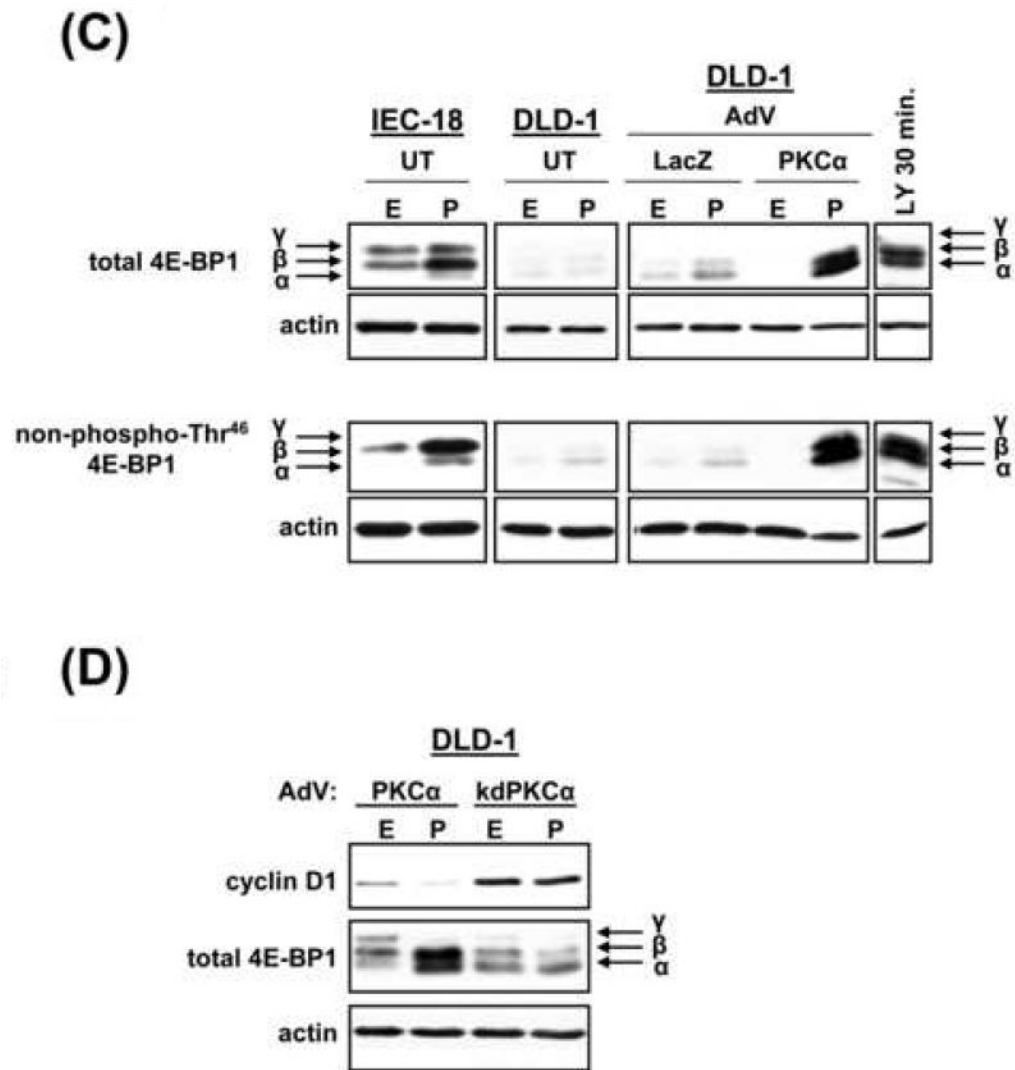 (C)
DLD-1
IEC-18 DLD-1 AdV LY 30 min.
UT UT LacZ PKCα
E P E P E P E P
total 4E-BP1 γ β α γ β α
actin
non-phospho-Thr⁴⁶
4E-BP1 γ β α γ β α
actin
(D)
DLD-1
AdV: PKCα kdPKCα
E P E P
cyclin D1
total 4E-BP1 γ β α
actin